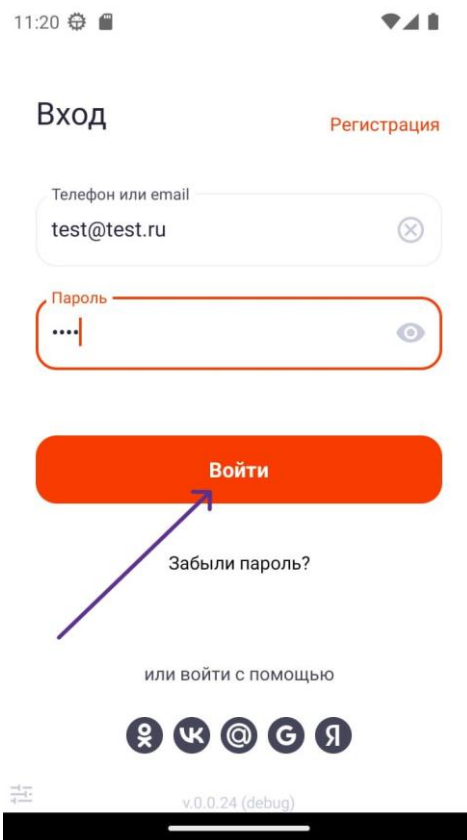 11:20
Вход
Регистрация
Телефон или email
test@test.ru
Пароль
••••
Войти
Забыли пароль?
или войти с помощью
v.0.0.24 (debug)